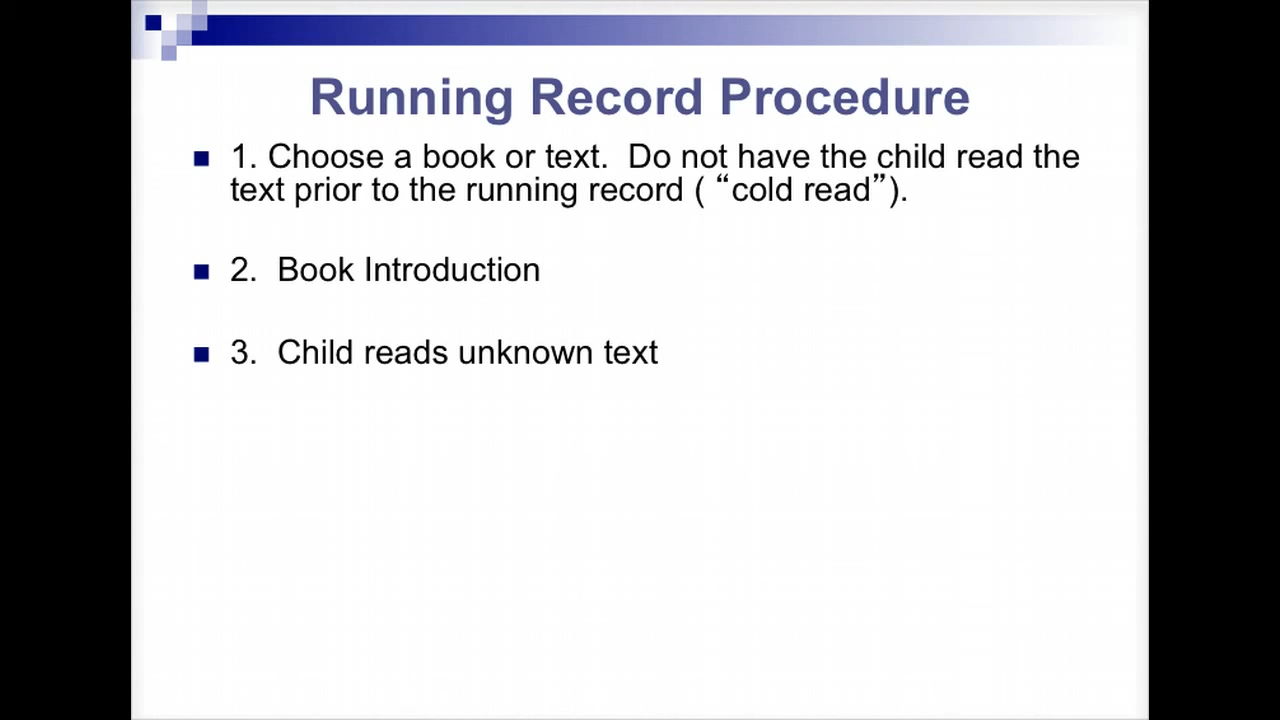 Running Record Procedure
1. Choose a book or text.  Do not have the child read the
text prior to the running record ( “cold read”).
2.  Book Introduction
3.  Child reads unknown text